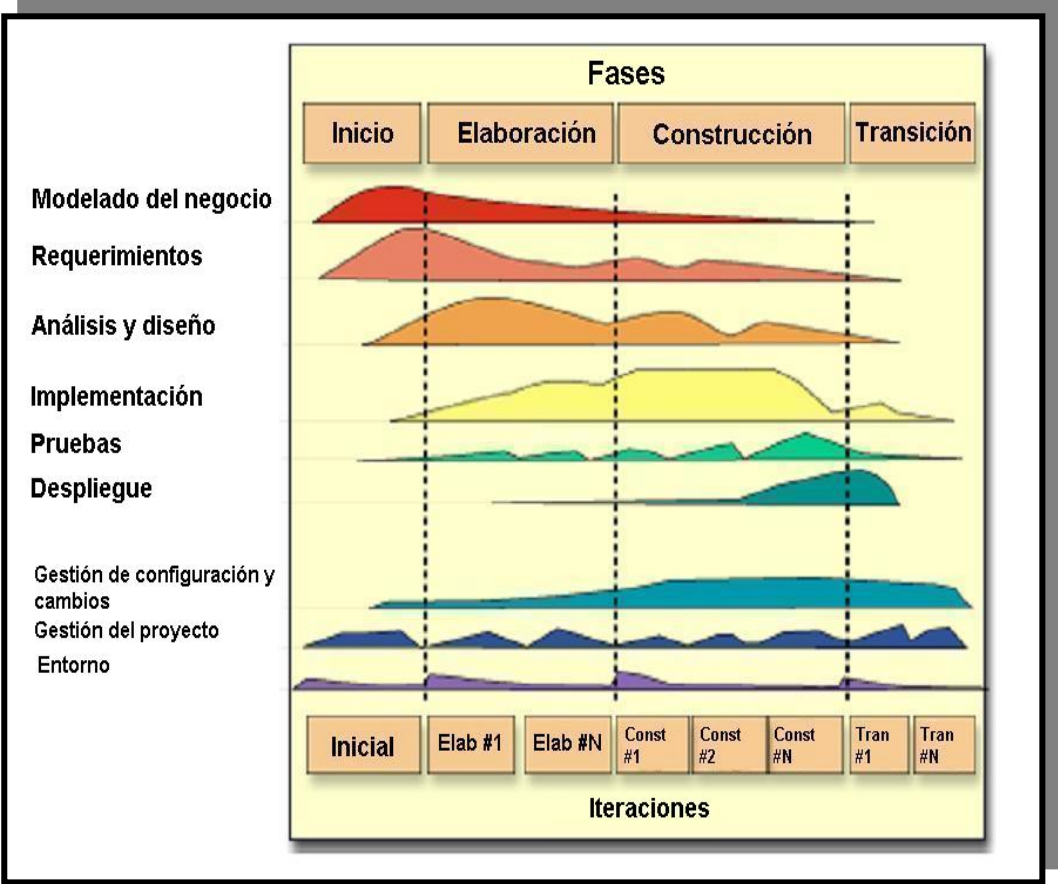 Fases
Inicio
Elaboración
Construcción
Transición
Modelado del negocio
Requerimientos
Análisis y diseño
Implementación
Pruebas
Despliegue
Gestión de configuración y
cambios
Gestión del proyecto
Entorno
Inicial
Elab #1
Elab #N
Const
#1
Const
#2
Const
#N
Tran
#1
Tran
#N
Iteraciones